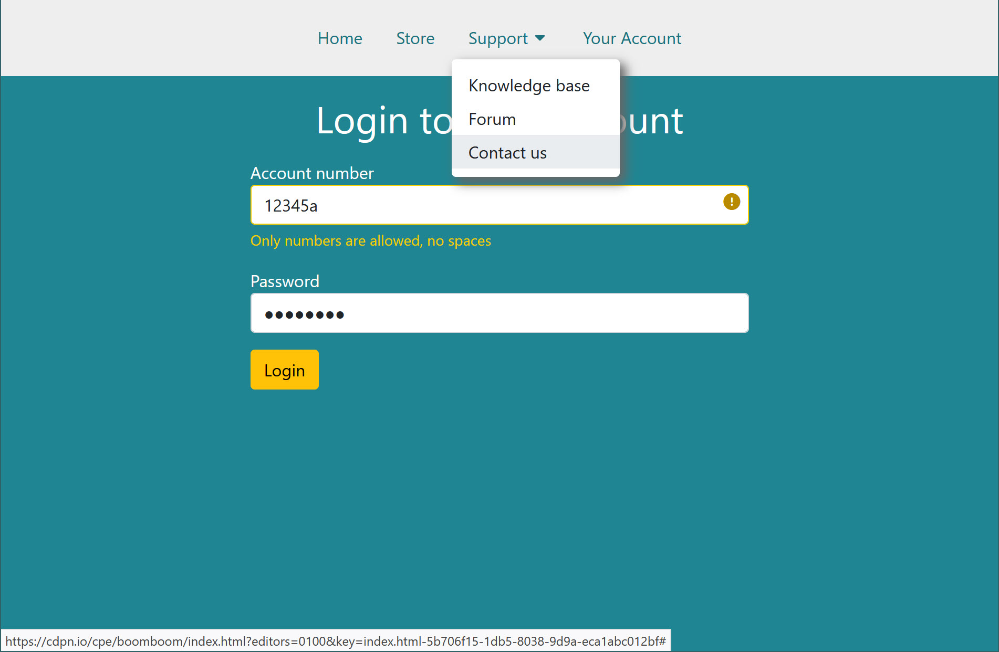 Home Store Support Your Account
Knowledge base
Forum
Contact us
Login to unt
Account number
12345a
Only numbers are allowed, no spaces
Password
Login
https://cdpn.io/cpe/boomboom/index.html?editors=0100&key=index.html-5b706f15-1db5-8038-9d9a-eca1abc012bf#